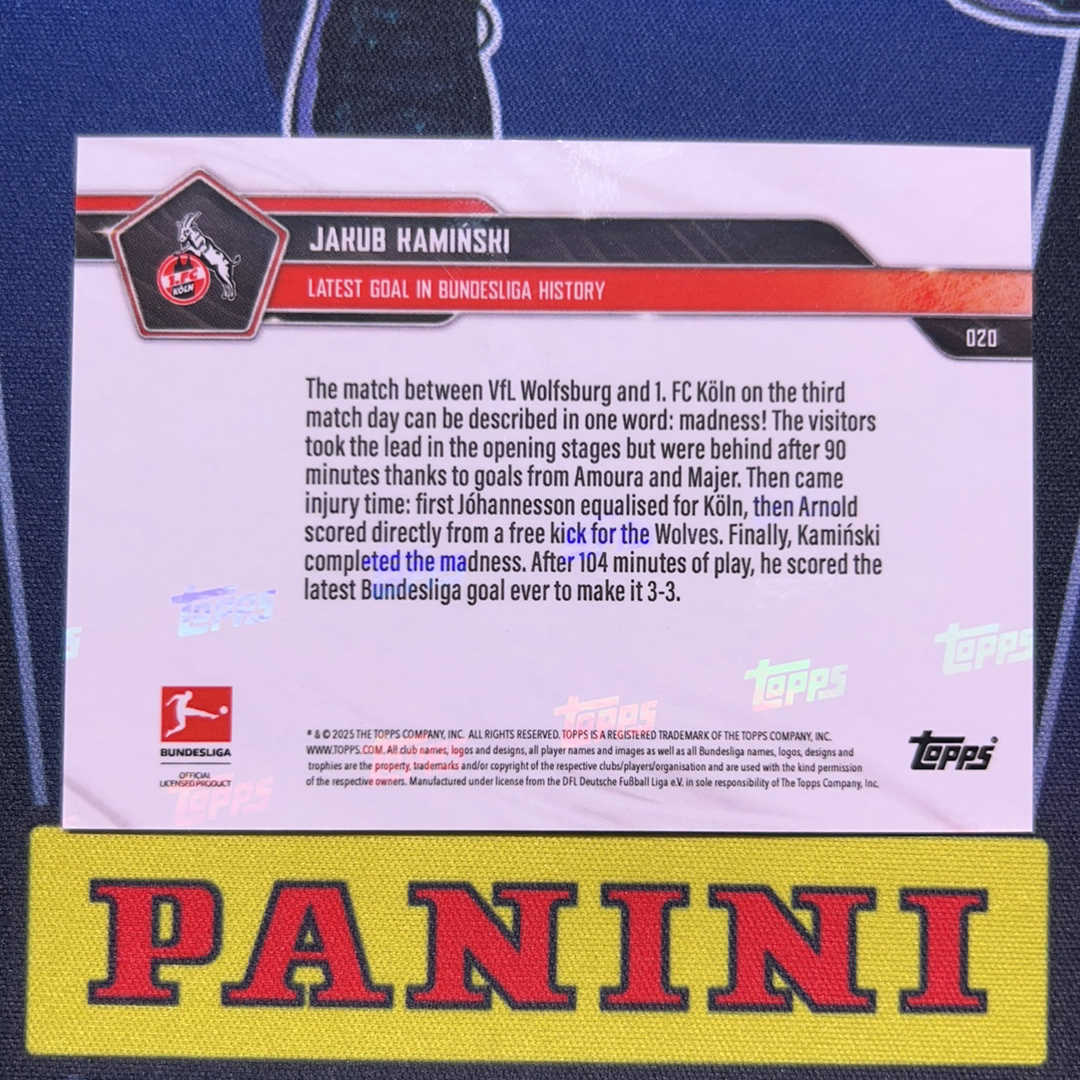 JAKUB KAMIŃSKI
1.FC
KÖLN
LATEST GOAL IN BUNDESLIGA HISTORY
020
The match between VfL Wolfsburg and 1. FC Köln on the third
match day can be described in one word: madness! The visitors
took the lead in the opening stages but were behind after 90
minutes thanks to goals from Amoura and Majer. Then came
injury time: first Jóhannesson equalised for Köln, then Arnold
scored directly from a free kick for the Wolves. Finally, Kamiński
completed the madness. After 104 minutes of play, he scored the
latest Bundesliga goal ever to make it 3-3.
topps
topps
topps
topps
BUNDESLIGA
OFFICIAL
LICENSED PRODUCT
topps
® & © 2025 THE TOPPS COMPANY, INC. ALL RIGHTS RESERVED. TOPPS IS A REGISTERED TRADEMARK OF THE TOPPS COMPANY, INC.
WWW.TOPPS.COM. All club names, logos and designs, all player names and images as well as all Bundesliga names, logos, designs and
trophies are the property, trademarks and/or copyright of the respective clubs/players/organisation and are used with the kind permission
of the respective owners. Manufactured under license from the DFL Deutsche Fußball Liga e.V. in sole responsibility of The Topps Company, Inc.
topps
PANINI